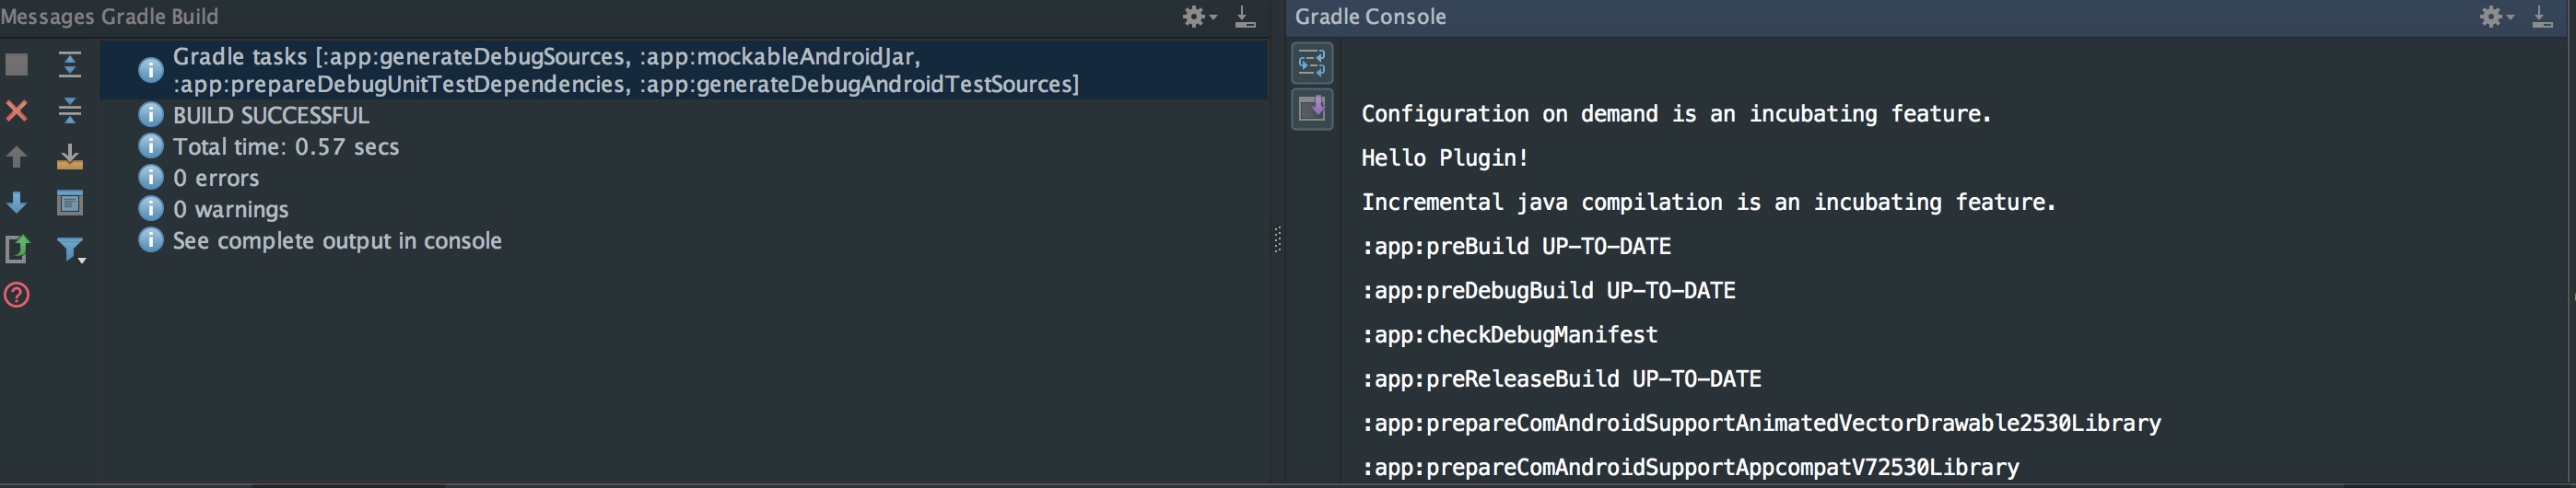 Messages Gradle Build
Gradle tasks [:app:generateDebugSources, :app:mockableAndroidJar,
:app:prepareDebugUnitTestDependencies, :app:generateDebugAndroidTestSources]
BUILD SUCCESSFUL
Total time: 0.57 secs
0 errors
0 warnings
See complete output in console
Gradle Console
Configuration on demand is an incubating feature.
Hello Plugin!
Incremental java compilation is an incubating feature.
:app:preBuild UP-TO-DATE
:app:preDebugBuild UP-TO-DATE
:app:checkDebugManifest
:app:preReleaseBuild UP-TO-DATE
:app:prepareComAndroidSupportAnimatedVectorDrawable2530Library
:app:prepareComAndroidSupportAppcompatV72530Library